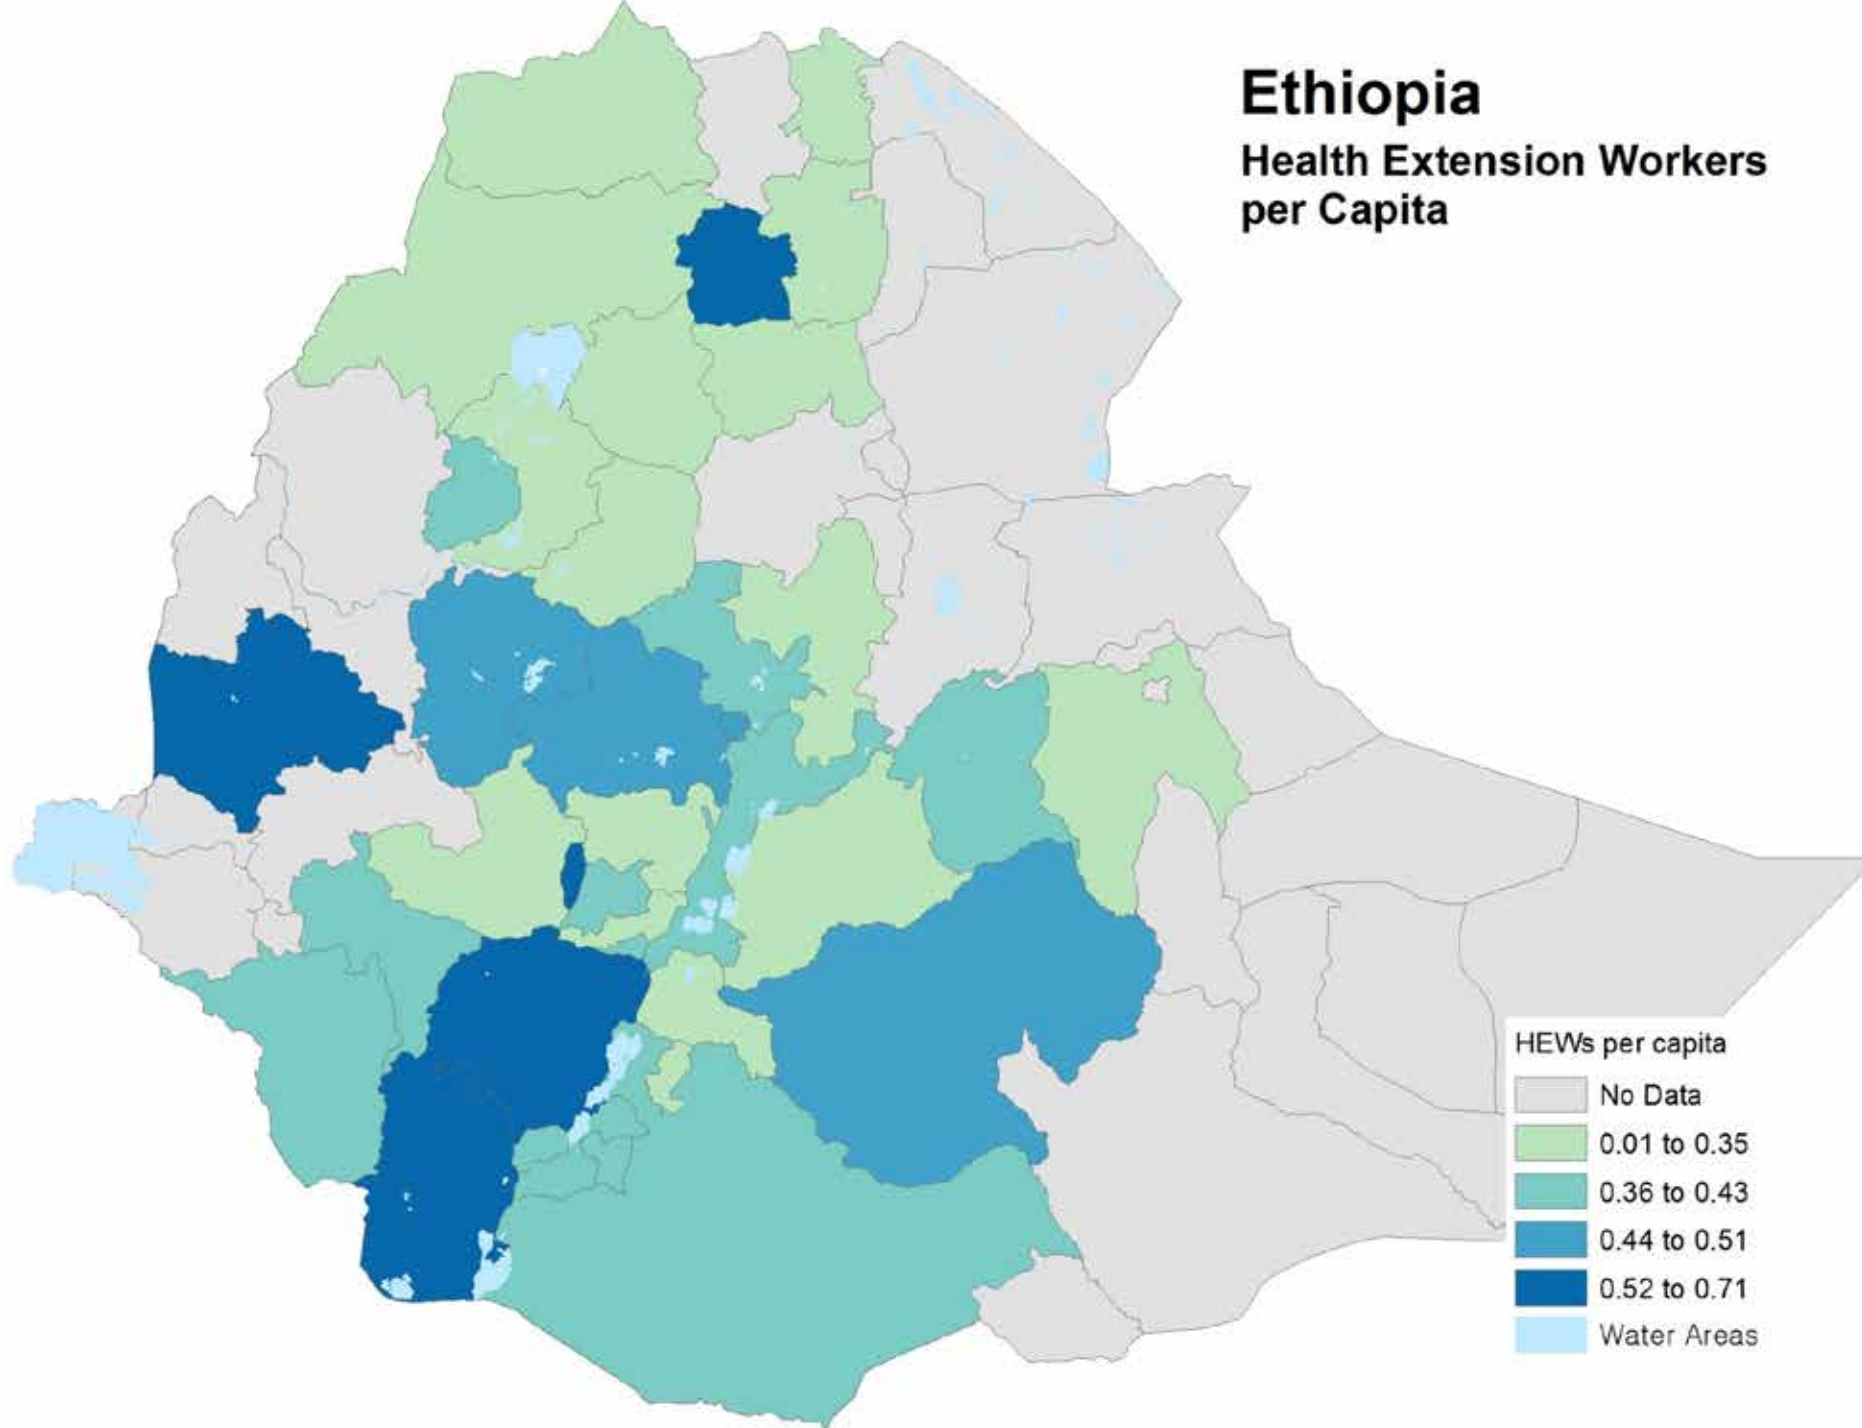 Ethiopia
Health Extension Workers
per Capita
HEWs per capita
No Data
0.01 to 0.35
0.36 to 0.43
0.44 to 0.51
0.52 to 0.71
Water Areas